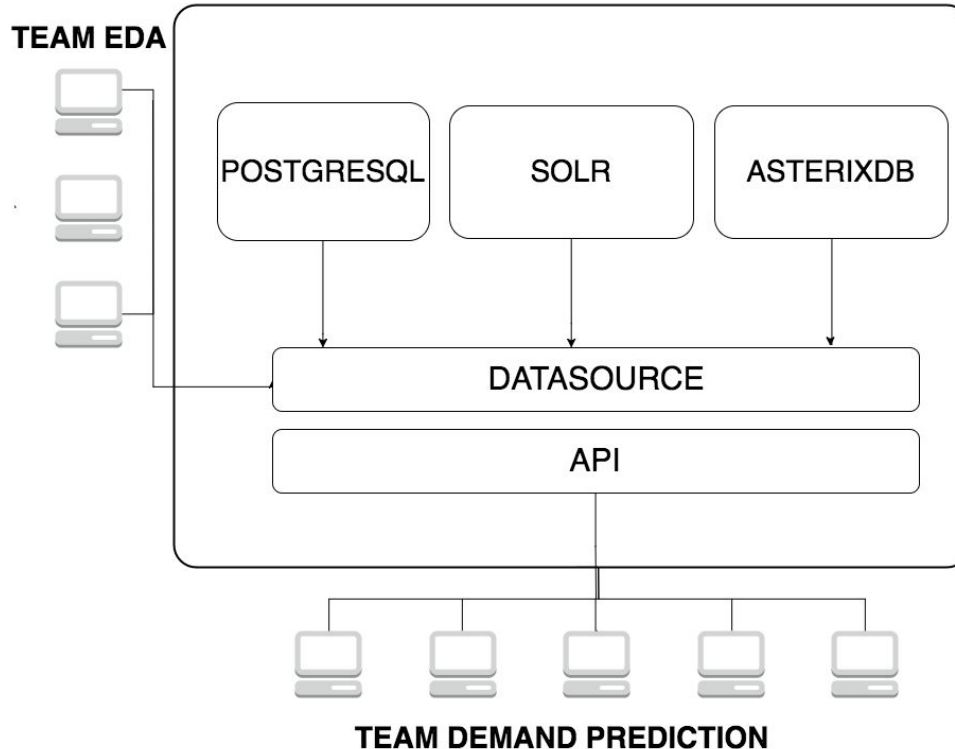 TEAM EDA
POSTGRESQL
SOLR
ASTERIXDB
DATASOURCE
API
TEAM DEMAND PREDICTION